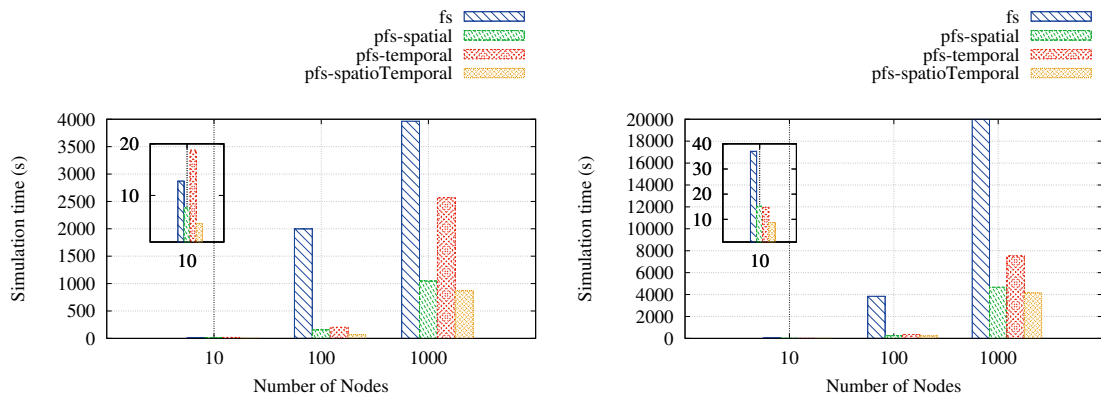 fs
pfs-spatial
pfs-temporal
pfs-spatioTemporal
4000
3500
3000
2500
2000
1500
1000
500
0
Simulation time (s)
20
10
10
10
100
1000
Number of Nodes
fs
pfs-spatial
pfs-temporal
pfs-spatioTemporal
20000
18000
16000
14000
12000
10000
8000
6000
4000
2000
0
Simulation time (s)
40
30
20
10
10
10
100
1000
Number of Nodes